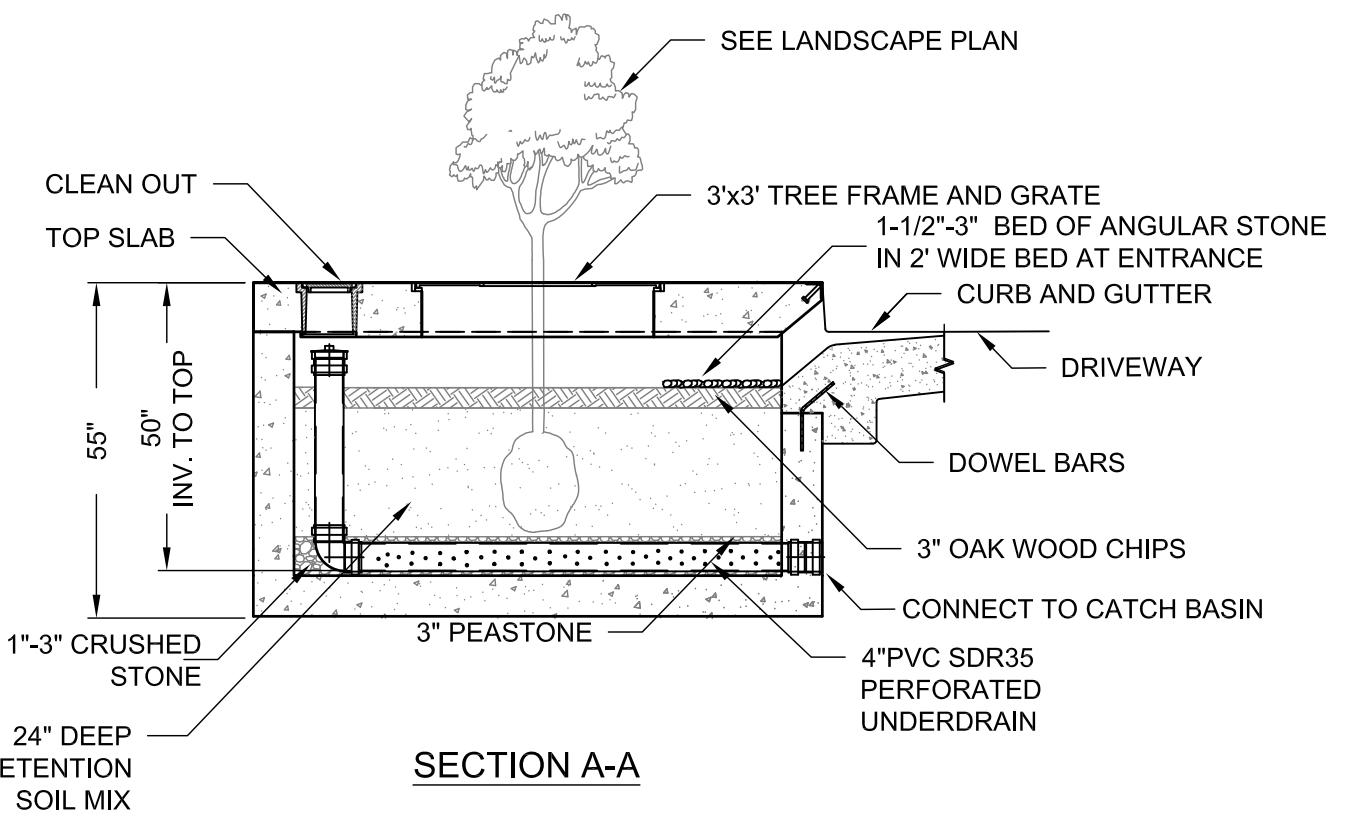 SEE LANDSCAPE PLAN
CLEAN OUT
3'x3' TREE FRAME AND GRATE
TOP SLAB
1-1/2"-3" BED OF ANGULAR STONE
IN 2' WIDE BED AT ENTRANCE
CURB AND GUTTER
DRIVEWAY
55"
50"
INV. TO TOP
DOWEL BARS
3" OAK WOOD CHIPS
CONNECT TO CATCH BASIN
1"-3" CRUSHED
STONE
3" PEASTONE
4"PVC SDR35
PERFORATED
UNDERDRAIN
24" DEEP
ETENTION
SOIL MIX
SECTION A-A